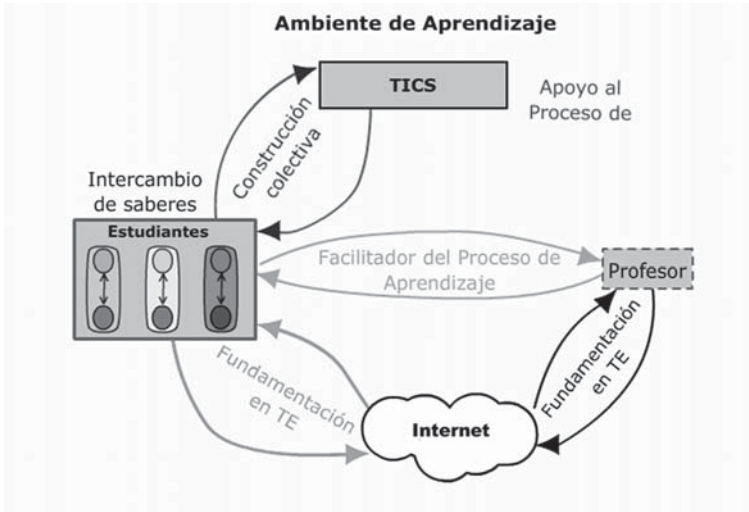 Ambiente de Aprendizaje
TICS
Apoyo al
Proceso de
Construcción
colectiva
Intercambio
de saberes
Estudiantes
Facilitador del Proceso de
Aprendizaje
Profesor
Fundamentación
en TE
Fundamentación
en TE
Internet